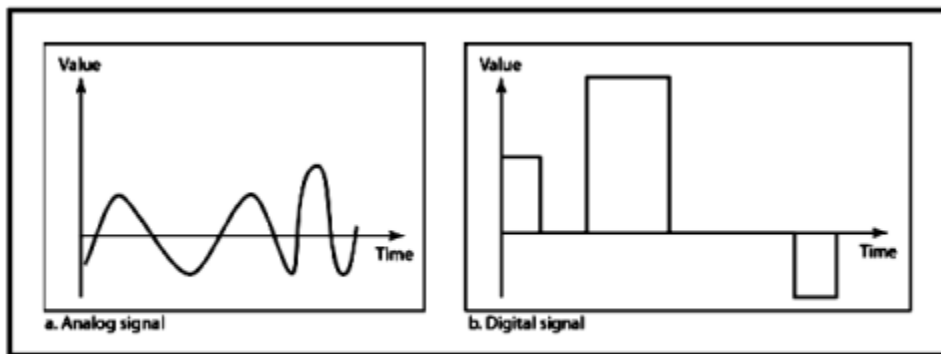 Value
Time
a. Analog signal
Value
Time
b. Digital signal